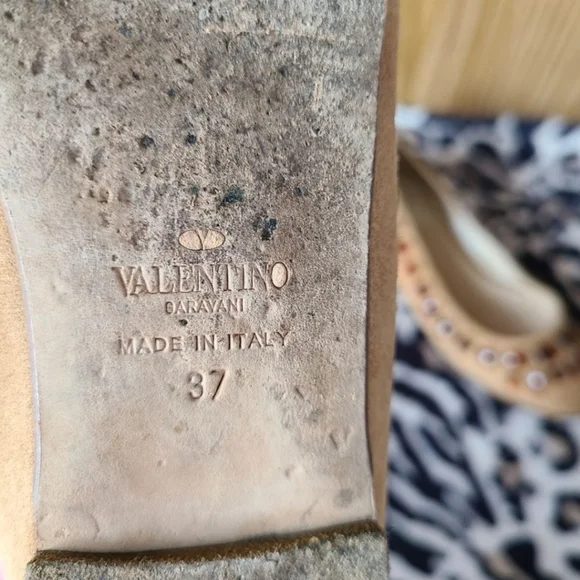 VALENTINO
GARAVANI
MADE IN ITALY
37